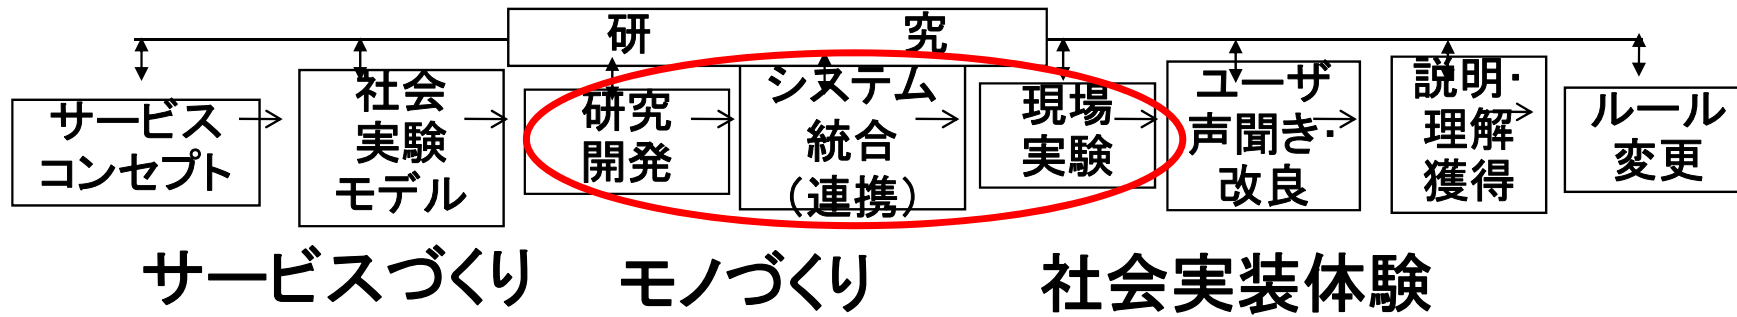 研究
サービス
コンセプト
社会
実験
モデル
研究
開発
システム
統合
（連携）
現場
実験
ユーザ
声聞き・
改良
説明・
理解
獲得
ルール
変更
サービスづくり
モノづくり
社会実装体験